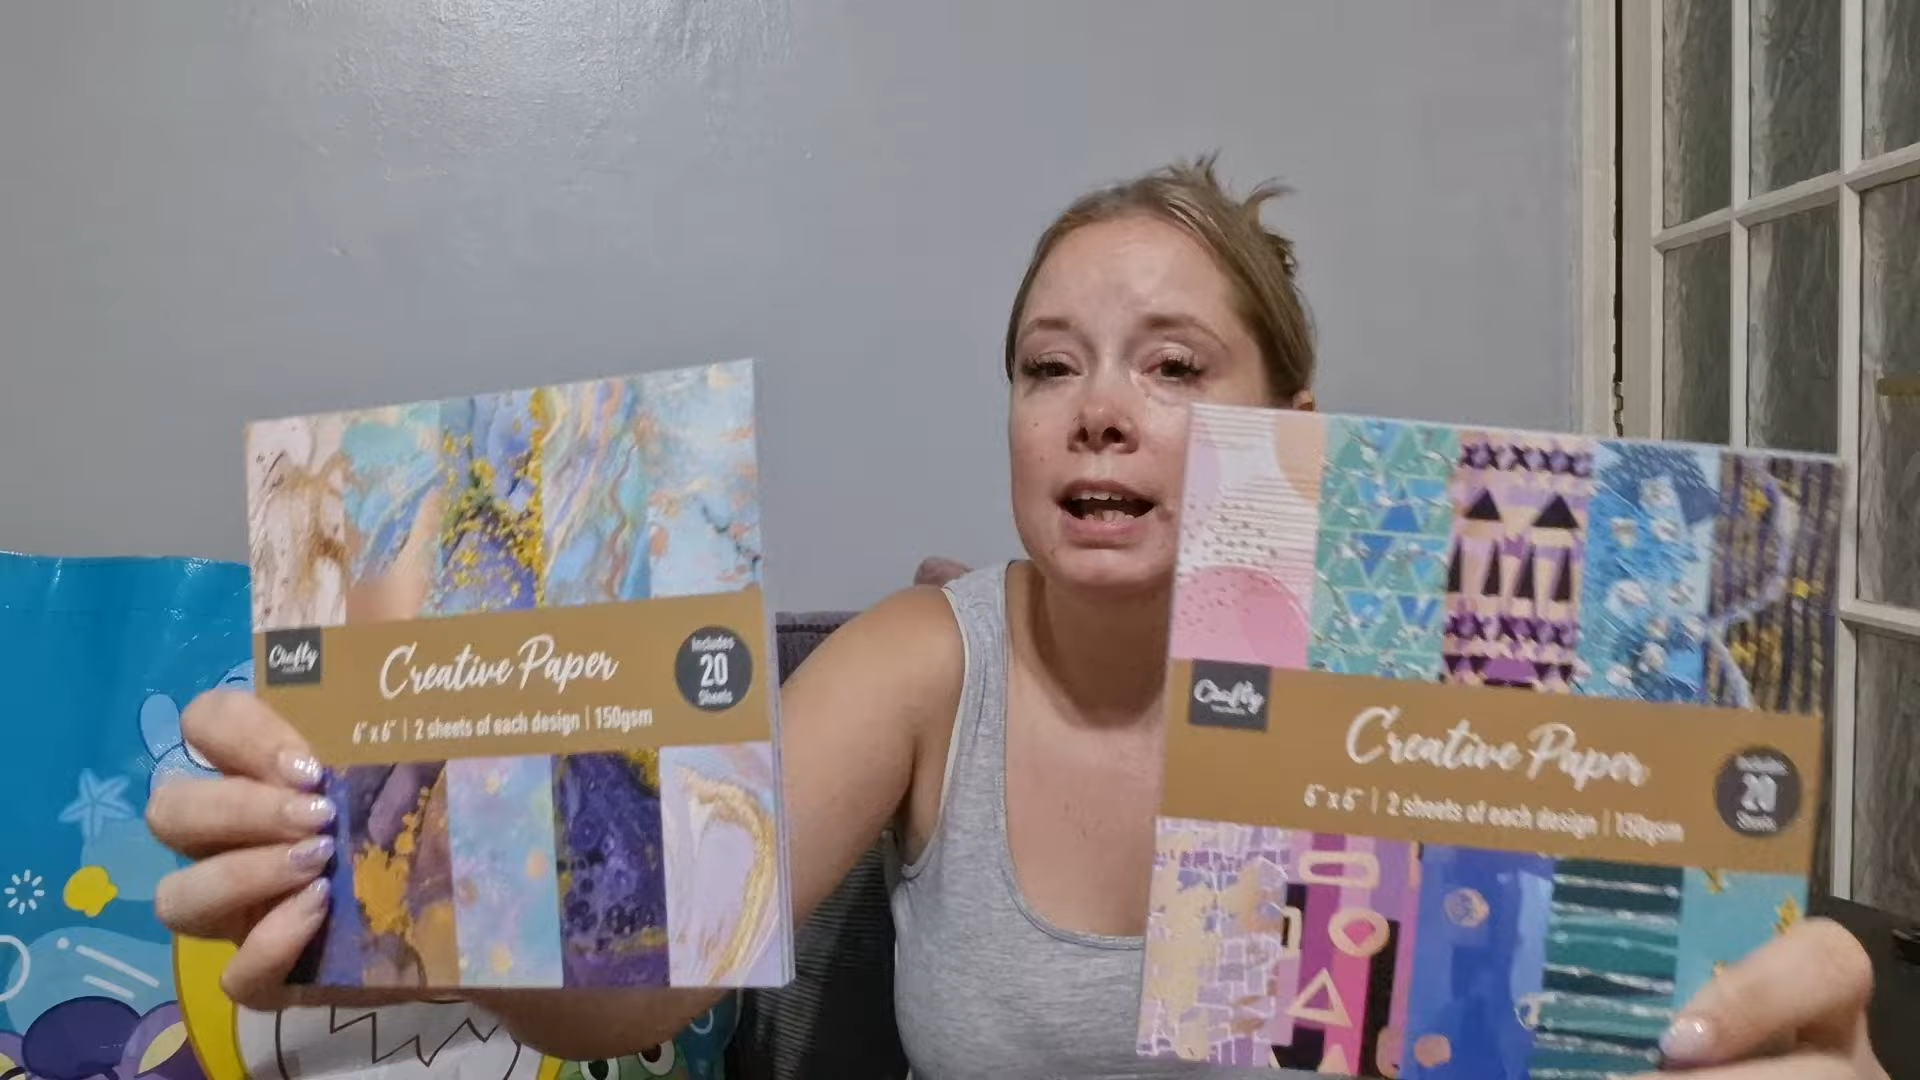 Crafty
Creative Paper
6" x 6" | 2 sheets of each design | 150gsm
Includes
20
Sheets
Crafty
Creative Paper
6" x 6" | 2 sheets of each design | 150gsm
Includes
20
Sheets